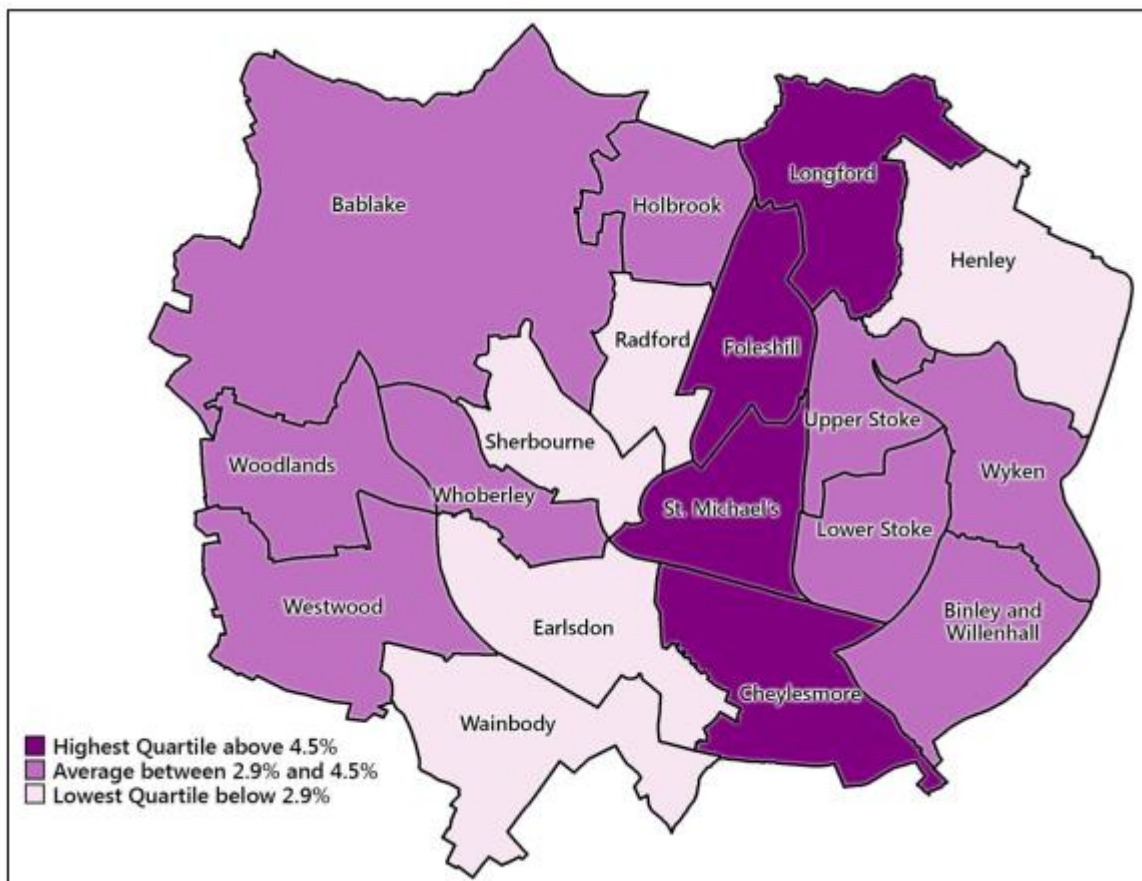 Longford
Bablake
Holbrook
Henley
Radford
Foleshill
Upper Stoke
Sherbourne
Woodlands
Wyken
Whoberley
St. Michael's
Lower Stoke
Westwood
Binley and
Willenhall
Earlsdon
Cheylesmore
Wainbody
Highest Quartile above 4.5%
Average between 2.9% and 4.5%
Lowest Quartile below 2.9%